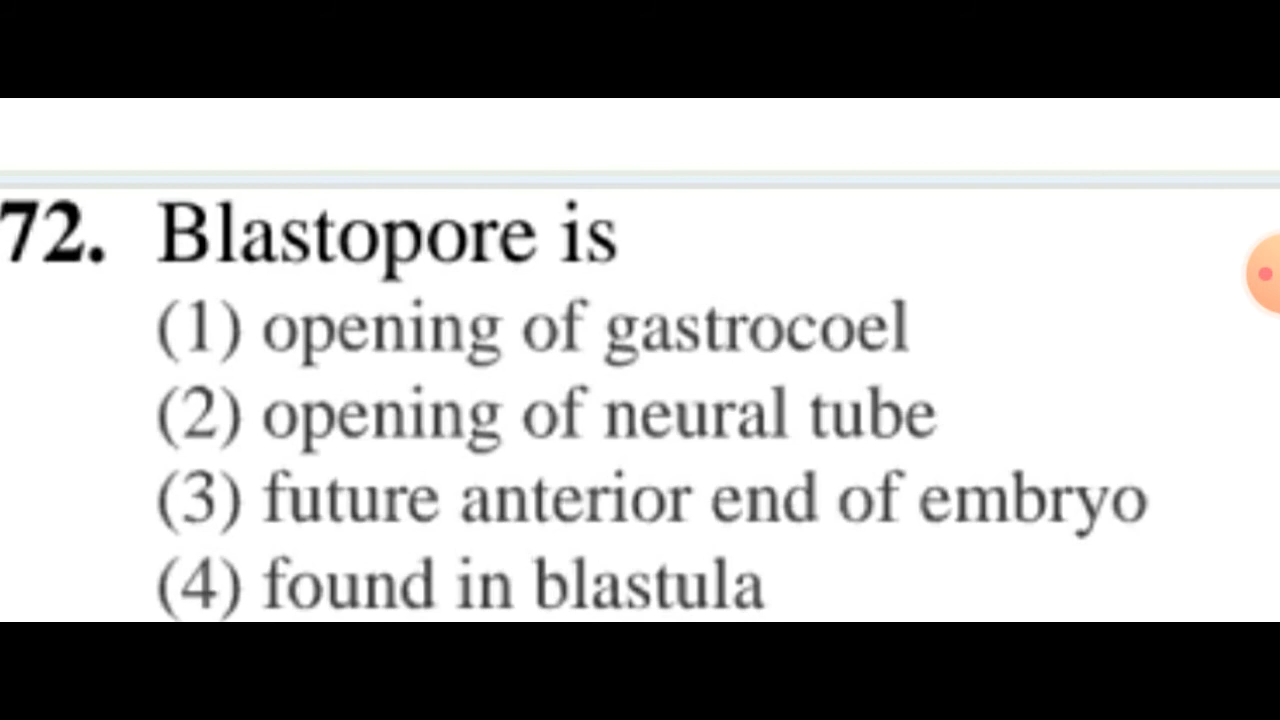 72. Blastopore is
(1) opening of gastrocoel
(2) opening of neural tube
(3) future anterior end of embryo
(4) found in blastula